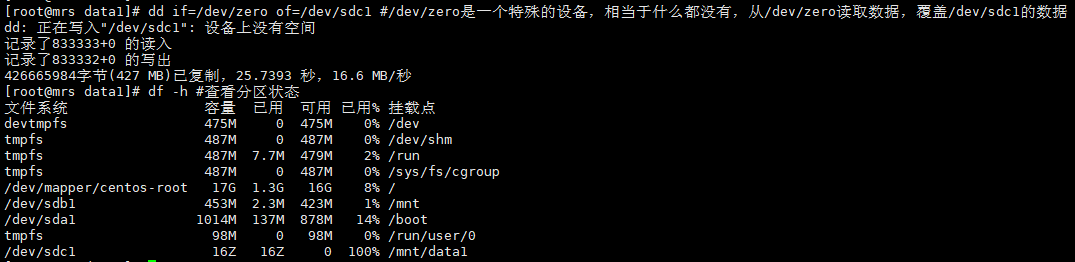 [root@mrs data1]# dd if=/dev/zero of=/dev/sdc1 #/dev/zero是一个特殊的设备，相当于什么都没有，从/dev/zero读取数据，覆盖/dev/sdc1的数据
dd: 正在写入"/dev/sdc1": 设备上没有空间
记录了833333+0 的读入
记录了833332+0 的写出
426665984字节(427 MB)已复制，25.7393 秒，16.6 MB/秒
[root@mrs data1]# df -h #查看分区状态
文件系统 容量 已用 可用 已用% 挂载点
devtmpfs 475M 0 475M 0% /dev
tmpfs 487M 0 487M 0% /dev/shm
tmpfs 487M 7.7M 479M 2% /run
tmpfs 487M 0 487M 0% /sys/fs/cgroup
/dev/mapper/centos-root 17G 1.3G 16G 8% /
/dev/sdb1 453M 2.3M 423M 1% /mnt
/dev/sda1 1014M 137M 878M 14% /boot
tmpfs 98M 0 98M 0% /run/user/0
/dev/sdc1 16Z 16Z 0 100% /mnt/data1